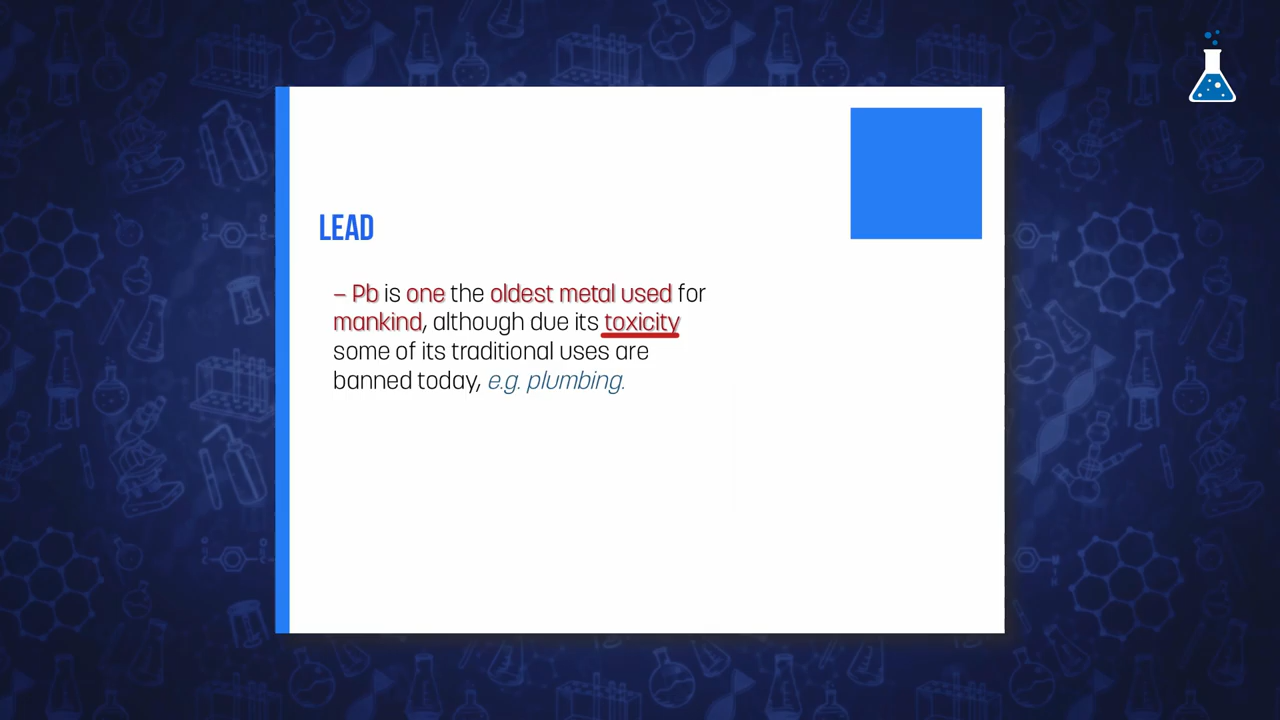 LEAD
– Pb is one the oldest metal used for
mankind, although due its toxicity
some of its traditional uses are
banned today, e.g. plumbing.